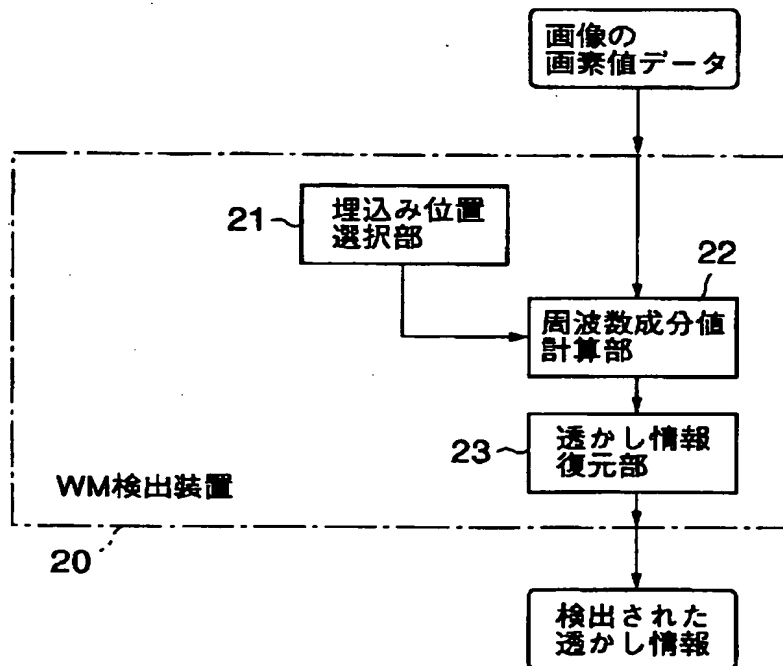 画像の
画素値データ
21
埋込み位置
選択部
22
周波数成分値
計算部
23
透かし情報
復元部
WM検出装置
20
検出された
透かし情報